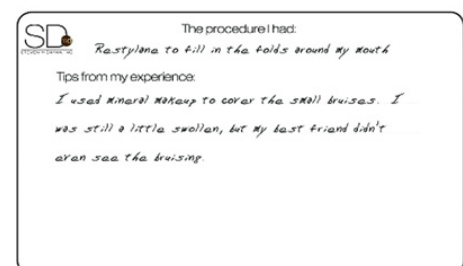 The procedure I had:
SD
Restylane to fill in the folds around my mouth
Tips from my experience:
I used mineral makeup to cover the small bruises. I
was still a little swollen, but my best friend didn't
even see the bruising.